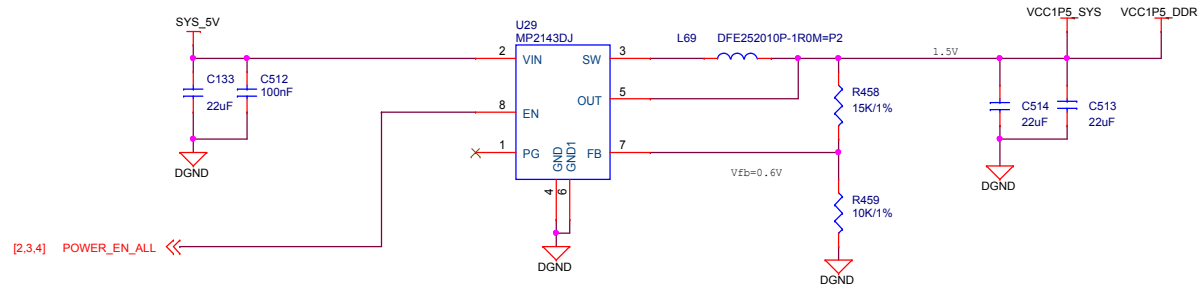 VCC1P5_SYS
VCC1P5_DDR
SYS_5V
U29
MP2143DJ
L69
DFE252010P-1R0M=P2
1.5V
2
VIN
SW
3
C133
22uF
C512
100nF
OUT
5
R458
15K/1%
8
EN
C514
22uF
C513
22uF
1
PG
GND
GND1
FB
7
DGND
Vfb=0.6V
4
6
DGND
R459
10K/1%
[2,3,4]
POWER_EN_ALL
DGND
DGND